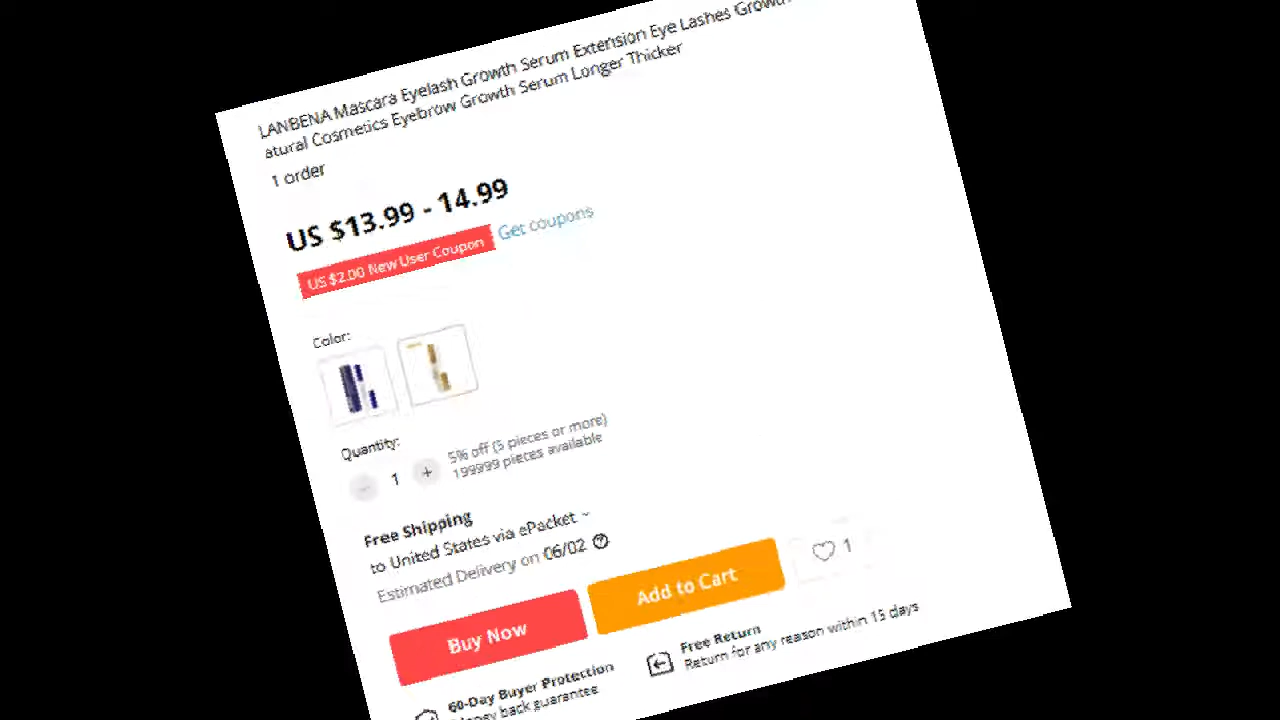 LANBENA Mascara Eyelash Growth Serum Extension Eye Lashes Growth
atural Cosmetics Eyebrow Growth Serum Longer Thicker
1 order
US $13.99 - 14.99
US $2.00 New User Coupon Get coupons
Color:
Quantity:
5% off (5 pieces or more)
− 1 + 199999 pieces available
Free Shipping
to United States via ePacket
Estimated Delivery on 06/02
Buy Now Add to Cart 1
60-Day Buyer Protection
Money back guarantee
Free Return
Return for any reason within 15 days